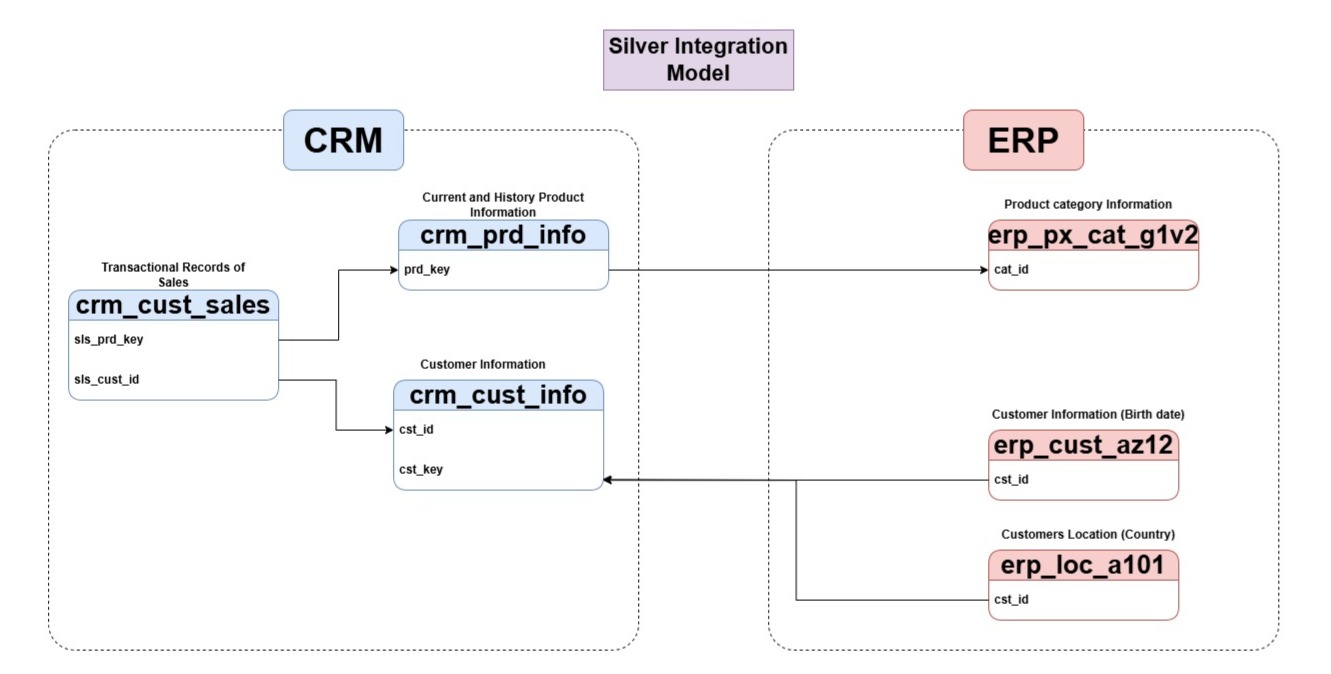 Silver Integration
Model
CRM
ERP
Current and History Product
Information
crm_prd_info
prd_key
Product category Information
erp_px_cat_g1v2
cat_id
Transactional Records of
Sales
crm_cust_sales
sls_prd_key
sls_cust_id
Customer Information
crm_cust_info
cst_id
cst_key
Customer Information (Birth date)
erp_cust_az12
cst_id
Customers Location (Country)
erp_loc_a101
cst_id